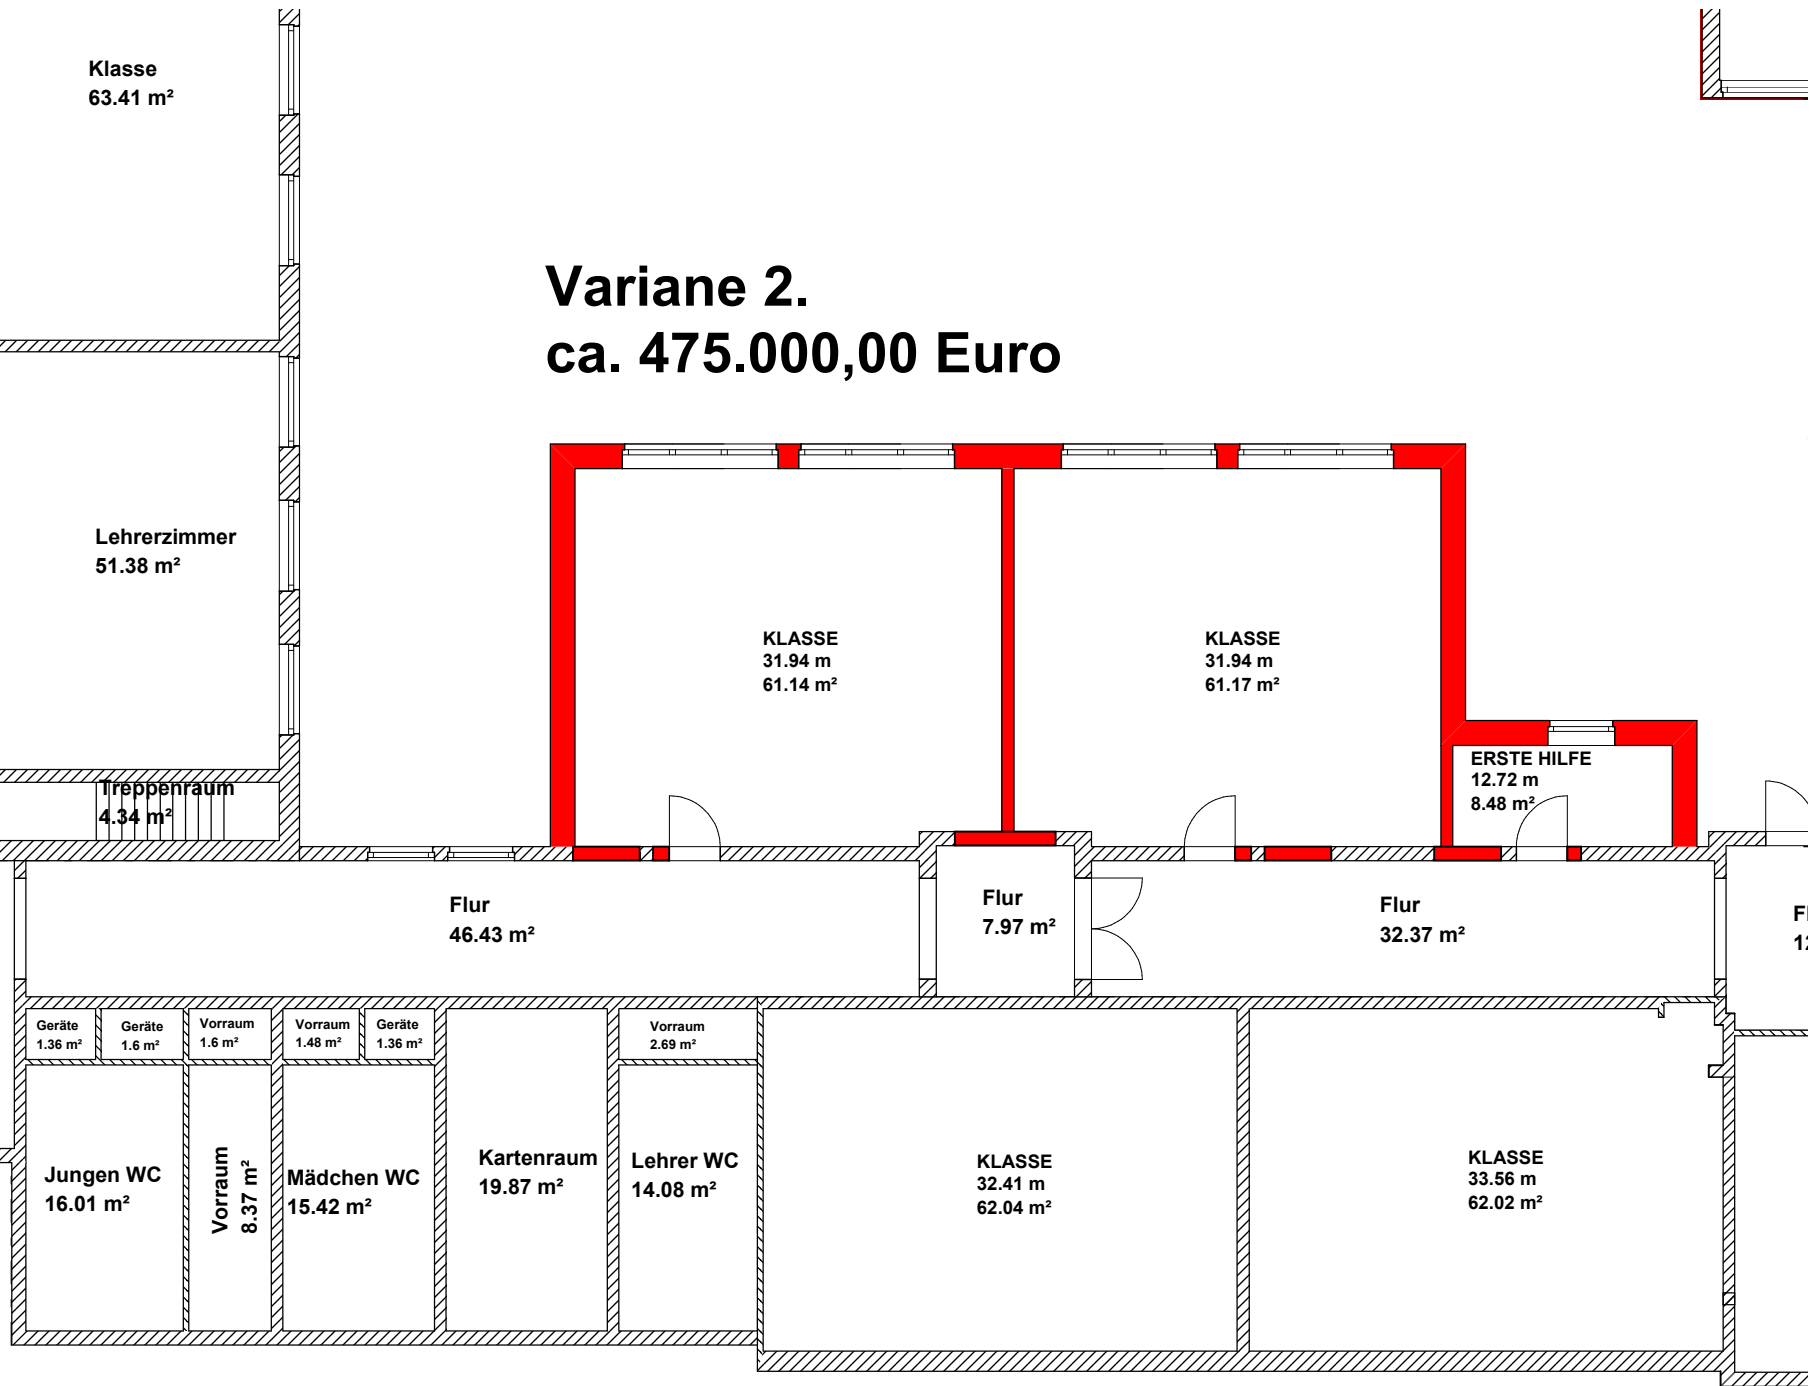 Klasse
63.41 m²
Variane 2.
ca. 475.000,00 Euro
Lehrerzimmer
51.38 m²
KLASSE
31.94 m
61.14 m²
KLASSE
31.94 m
61.17 m²
ERSTE HILFE
12.72 m
8.48 m²
Treppenraum
4.34 m²
Flur
46.43 m²
Flur
7.97 m²
Flur
32.37 m²
Geräte
1.36 m²
Geräte
1.6 m²
Vorraum
1.6 m²
Vorraum
1.48 m²
Geräte
1.36 m²
Vorraum
2.69 m²
Jungen WC
16.01 m²
Vorraum
8.37 m²
Mädchen WC
15.42 m²
Kartenraum
19.87 m²
Lehrer WC
14.08 m²
KLASSE
32.41 m
62.04 m²
KLASSE
33.56 m
62.02 m²